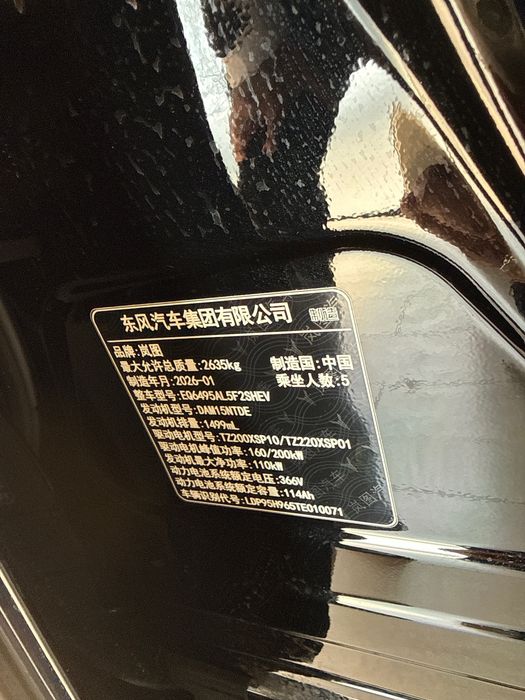 东风汽车集团有限公司 制造
品牌:岚图
最大允许总质量:2635kg 制造国:中国
制造年月:2026-01 乘坐人数:5
整车型号:EQ6495AL5F2SHEV
发动机型号:DAM15NTDE
发动机排量:1499mL
驱动电机型号:TZ200XSP10/TZ220XSP01
驱动电机峰值功率:160/200kW
发动机最大净功率:110kW
动力电池系统额定电压:366V
动力电池系统额定容量:114Ah
车辆识别代号:LDP95H965TE010071